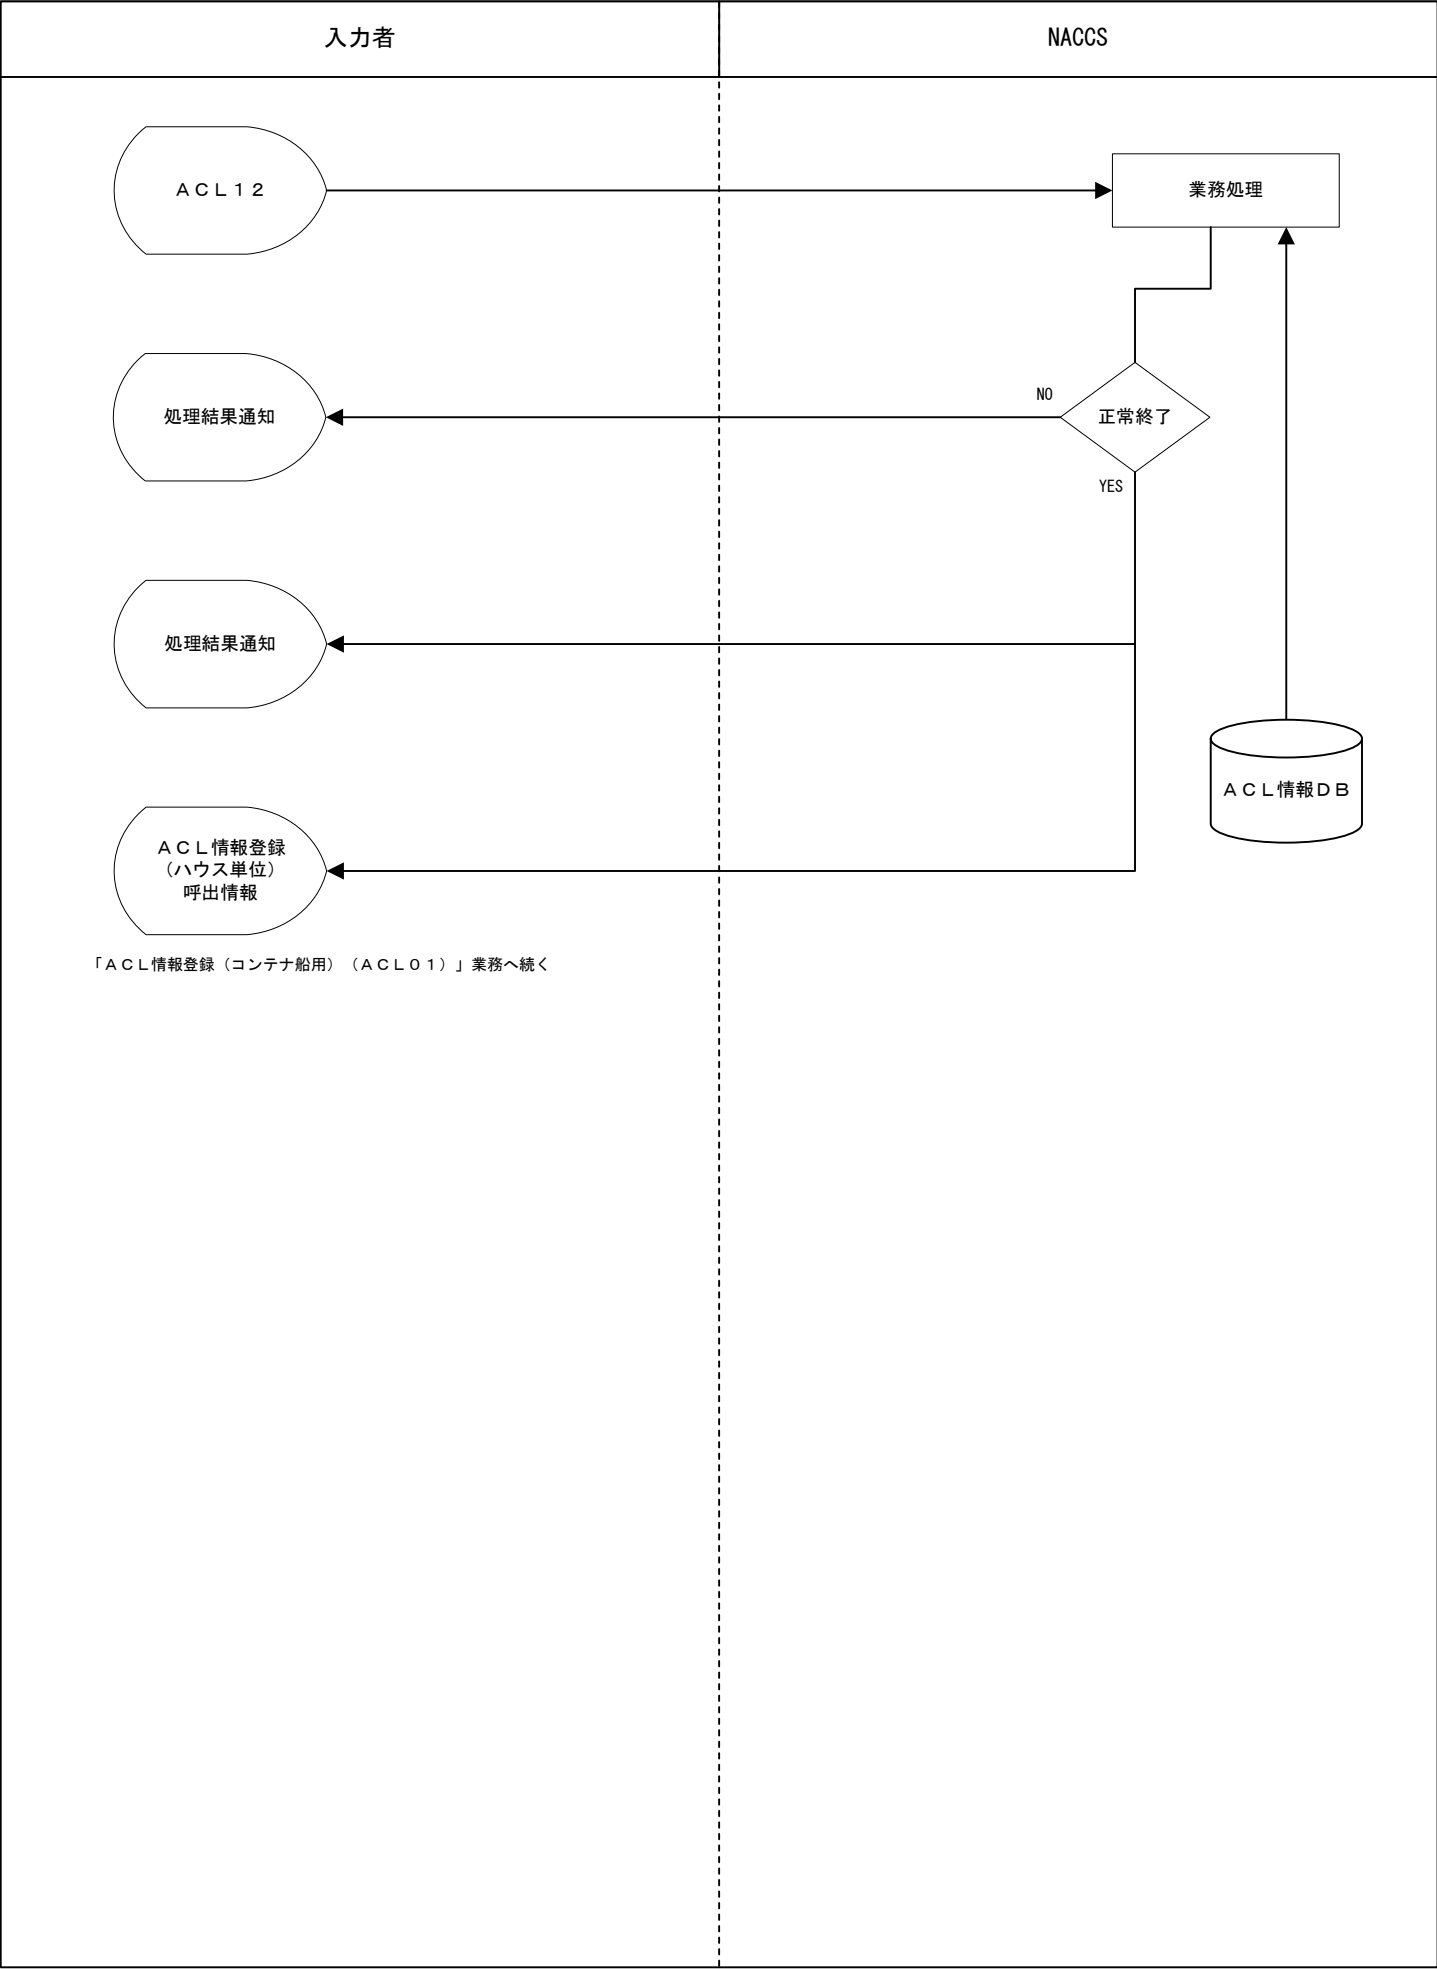 入力者
NACCS
ＡＣＬ１２
業務処理
NO
処理結果通知
正常終了
YES
処理結果通知
ＡＣＬ情報ＤＢ
ＡＣＬ情報登録
（ハウス単位）
呼出情報
「ＡＣＬ情報登録（コンテナ船用）（ＡＣＬ０１）」業務へ続く